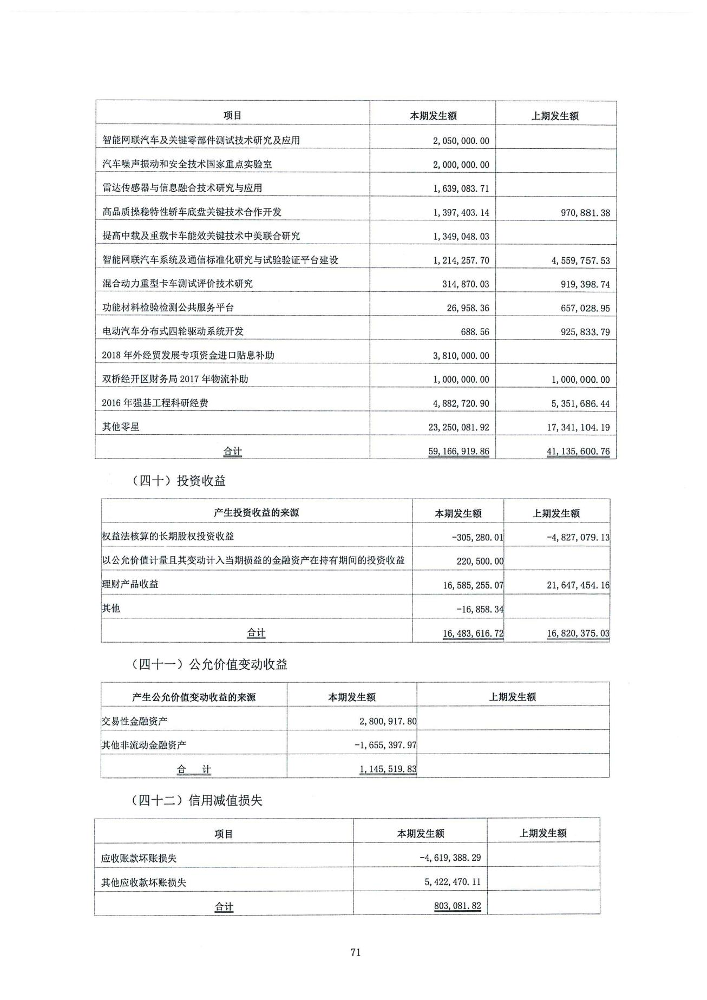 项目 本期发生额 上期发生额
智能网联汽车及关键零部件测试技术研究及应用 2,050,000.00
汽车噪声振动和安全技术国家重点实验室 2,000,000.00
雷达传感器与信息融合技术研究与应用 1,639,083.71
高品质操稳特性轿车底盘关键技术合作开发 1,397,403.14 970,881.38
提高中载及重载卡车能效关键技术中美联合研究 1,349,048.03
智能网联汽车系统及通信标准化研究与试验验证平台建设 1,214,257.70 4,559,757.53
混合动力重型卡车测试评价技术研究 314,870.03 919,398.74
功能材料检验检测公共服务平台 26,958.36 657,028.95
电动汽车分布式四轮驱动系统开发 688.56 925,833.79
2018 年外经贸发展专项资金进口贴息补助 3,810,000.00
双桥经开区财务局 2017 年物流补助 1,000,000.00 1,000,000.00
2016 年强基工程科研经费 4,882,720.90 5,351,686.44
其他零星 23,250,081.92 17,341,104.19
合计 59,166,919.86 41,135,600.76
（四十）投资收益
产生投资收益的来源 本期发生额 上期发生额
权益法核算的长期股权投资收益 -305,280.01 -4,827,079.13
以公允价值计量且其变动计入当期损益的金融资产在持有期间的投资收益 220,500.00
理财产品收益 16,585,255.07 21,647,454.16
其他 -16,858.34
合计 16,483,616.72 16,820,375.03
（四十一）公允价值变动收益
产生公允价值变动收益的来源 本期发生额 上期发生额
交易性金融资产 2,800,917.80
其他非流动金融资产 -1,655,397.97
合 计 1,145,519.83
（四十二）信用减值损失
项目 本期发生额 上期发生额
应收账款坏账损失 -4,619,388.29
其他应收款坏账损失 5,422,470.11
合计 803,081.82
71